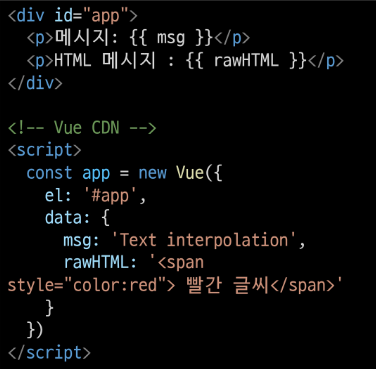 <div id="app">
  <p>메시지: {{ msg }}</p>
  <p>HTML 메시지 : {{ rawHTML }}</p>
</div>

<!-- Vue CDN -->
<script>
  const app = new Vue({
    el: '#app',
    data: {
      msg: 'Text interpolation',
      rawHTML: '<span
style="color:red"> 빨간 글씨</span>'
    }
  })
</script>